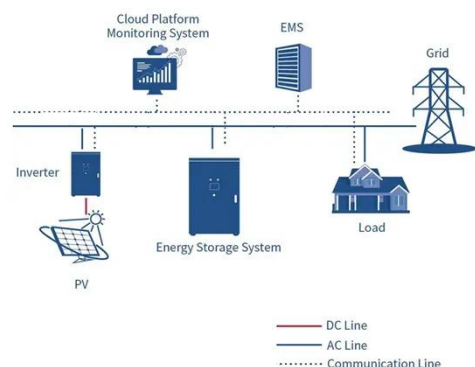 Cloud Platform
Monitoring System
EMS
Grid
Inverter
Energy Storage System
Load
PV
DC Line
AC Line
Communication Line